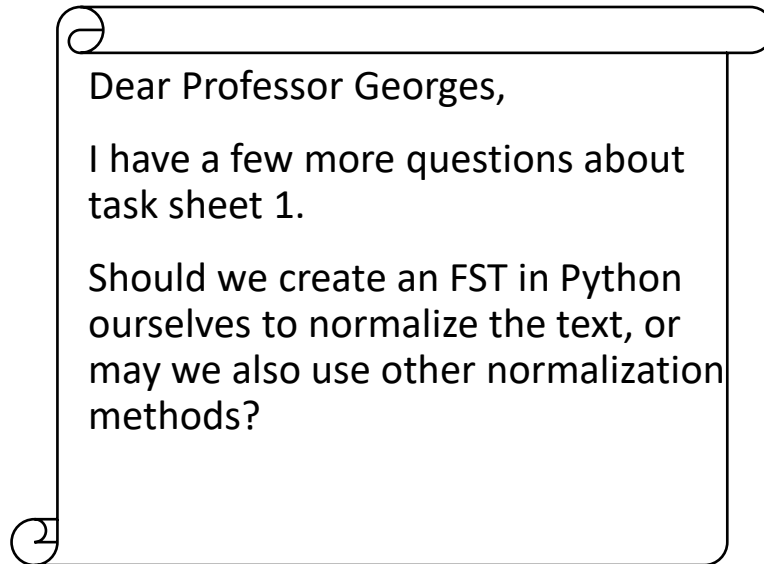 Dear Professor Georges,
I have a few more questions about
task sheet 1.
Should we create an FST in Python
ourselves to normalize the text, or
may we also use other normalization
methods?